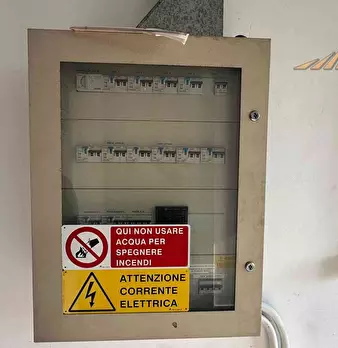 QUI NON USARE
ACQUA PER
SPEGNERE
INCENDI
ATTENZIONE
CORRENTE
ELETTRICA